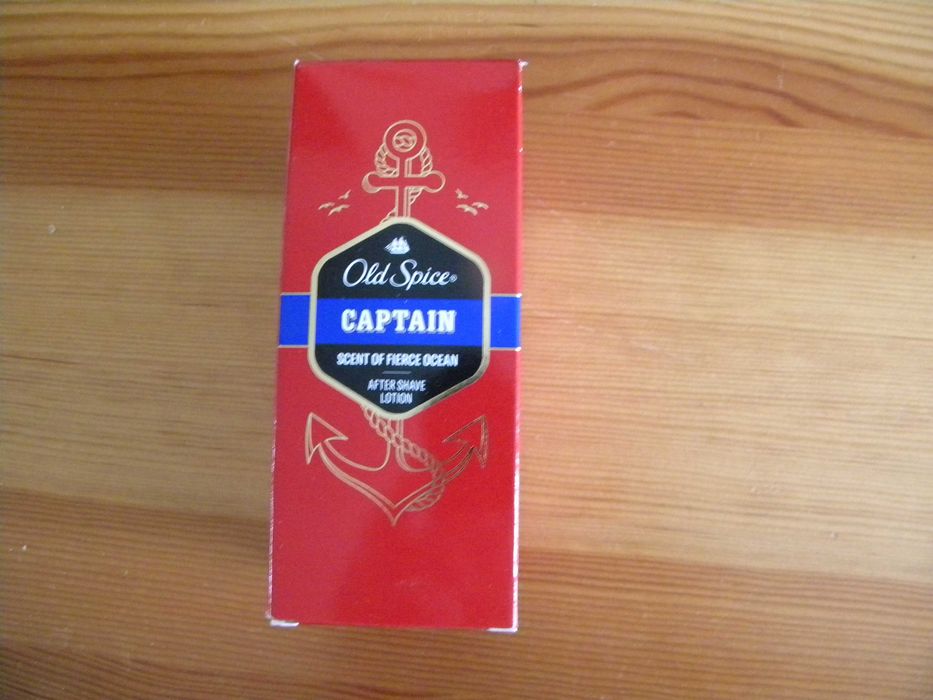 Old Spice®
CAPTAIN
SCENT OF FIERCE OCEAN
AFTER SHAVE
LOTION